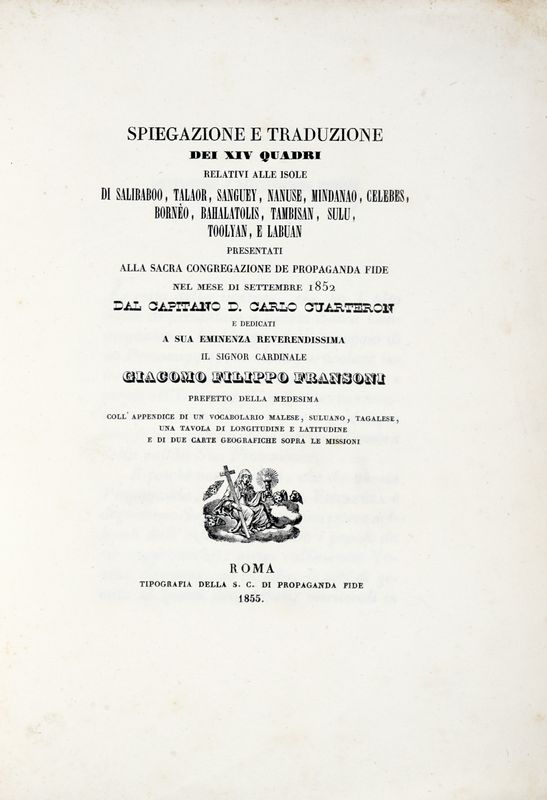 SPIEGAZIONE E TRADUZIONE
DEI XIV QUADRI
RELATIVI ALLE ISOLE
DI SALIBABOO, TALAOR, SANGUEY, NANUSE, MINDANAO, CELEBES,
BORNÈO, BAHALATOLIS, TAMBISAN, SULU,
TOOLYAN, E LABUAN
PRESENTATI
ALLA SACRA CONGREGAZIONE DE PROPAGANDA FIDE
NEL MESE DI SETTEMBRE 1852
DAL CAPITANO D. CARLO CUARTERON
E DEDICATI
A SUA EMINENZA REVERENDISSIMA
IL SIGNOR CARDINALE
GIACOMO FILIPPO FRANSONI
PREFETTO DELLA MEDESIMA
COLL' APPENDICE DI UN VOCABOLARIO MALESE, SULUANO, TAGALESE,
UNA TAVOLA DI LONGITUDINE E LATITUDINE
E DI DUE CARTE GEOGRAFICHE SOPRA LE MISSIONI
ROMA
TIPOGRAFIA DELLA S. C. DI PROPAGANDA FIDE
1855.